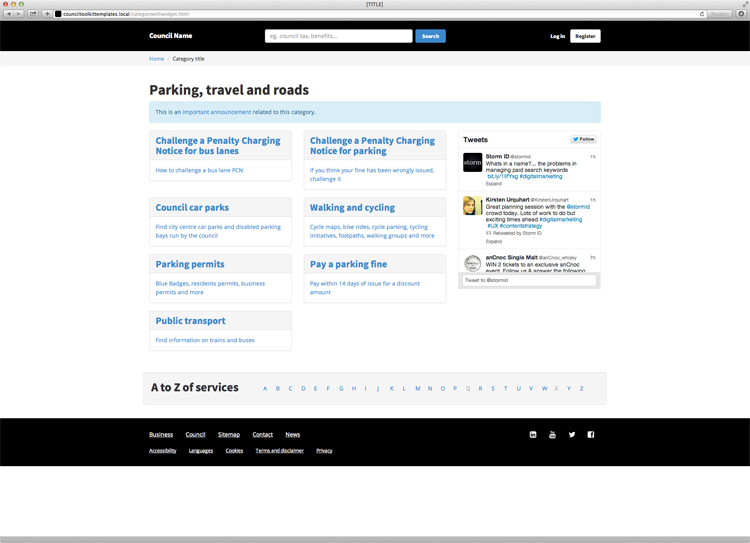 [TITLE]
counciltoolkittemplates.local/categorywithwidget.html
Reader
Council Name
eg. council tax, benefits...
Search
Log in
Register
Home / Category title
Parking, travel and roads
This is an important announcement related to this category.
Challenge a Penalty Charging
Notice for bus lanes
How to challenge a bus lane PCN
Challenge a Penalty Charging
Notice for parking
If you think your fine has been wrongly issued,
challenge it
Council car parks
Find city centre car parks and disabled parking
bays run by the council
Walking and cycling
Cycle maps, bike rides, cycle parking, cycling
initiatives, footpaths, walking groups and more
Parking permits
Blue Badges, residents permits, business
permits and more
Pay a parking fine
Pay within 14 days of issue for a discount
amount
Public transport
Find information on trains and buses
Tweets
Follow
storm
Storm ID @stormid 1h
Whats in a name?... the problems in
managing paid search keywords
#digitalmarketing
Expand
Kirsten Urquhart @KirstenUrquhart 7h
Great planning session with the @stormid
crowd today. Lots of work to do but
exciting times ahead #digitalmarketing
#UX #contentstrategy
Retweeted by Storm ID
Expand
anCnoc Single Malt @anCnoc_whisky 7h
WIN 2 tickets to an exclusive anCnoc
event. Follow us & answer the following
Tweet to @stormid
A to Z of services
A B C D E F G H I J K L M N O P Q R S T U V W X Y Z
Business Council Sitemap Contact News
Accessibility Languages Cookies Terms and disclaimer Privacy